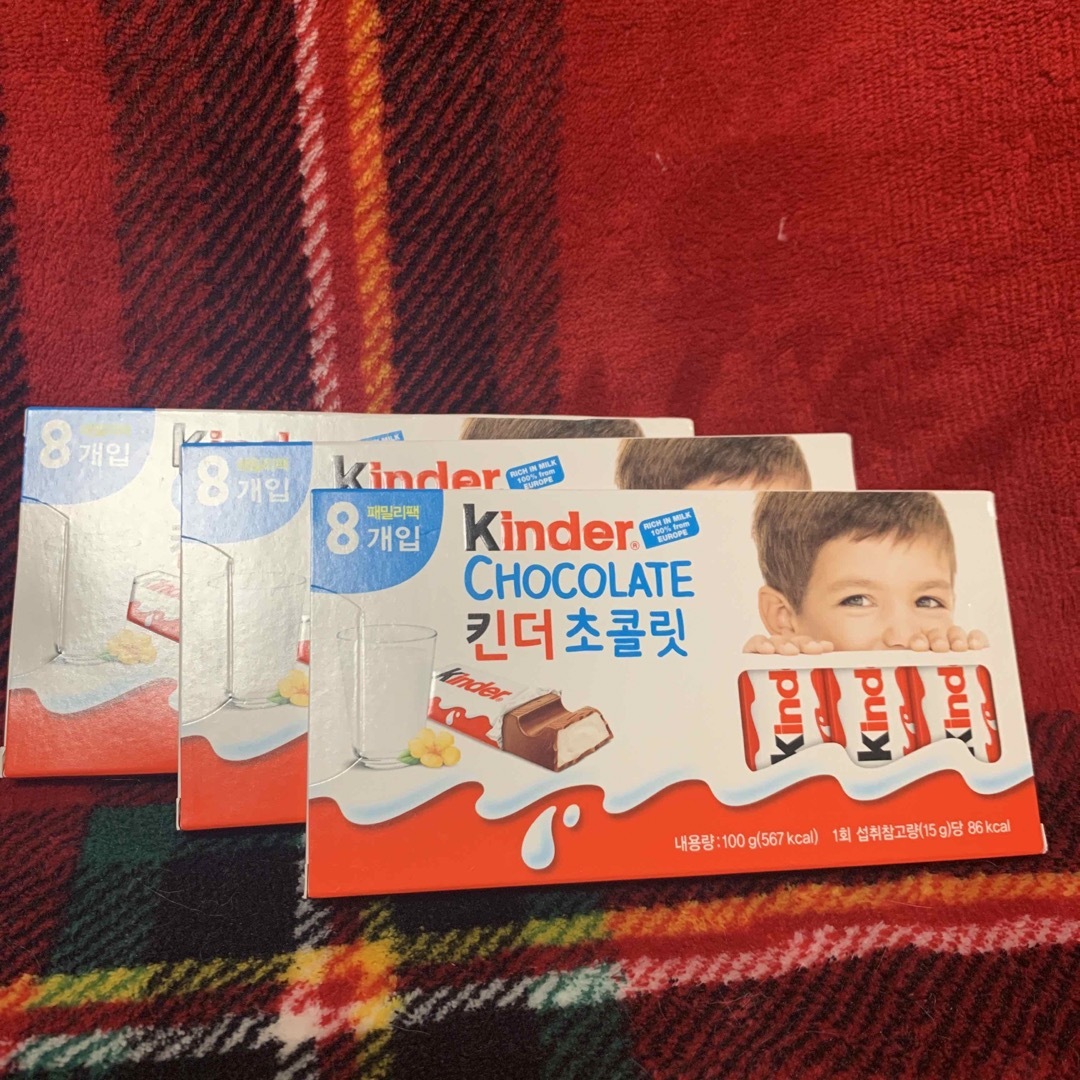 8개입
8개입
Kinder
RICH IN MILK
100% from
EUROPE
패밀리팩
8개입
Kinder®
RICH IN MILK
100% from
EUROPE
CHOCOLATE
킨더 초콜릿
Kinder
Kind
Kind
Kind
내용량:100 g(567 kcal) 1회 섭취참고량(15 g)당 86 kcal